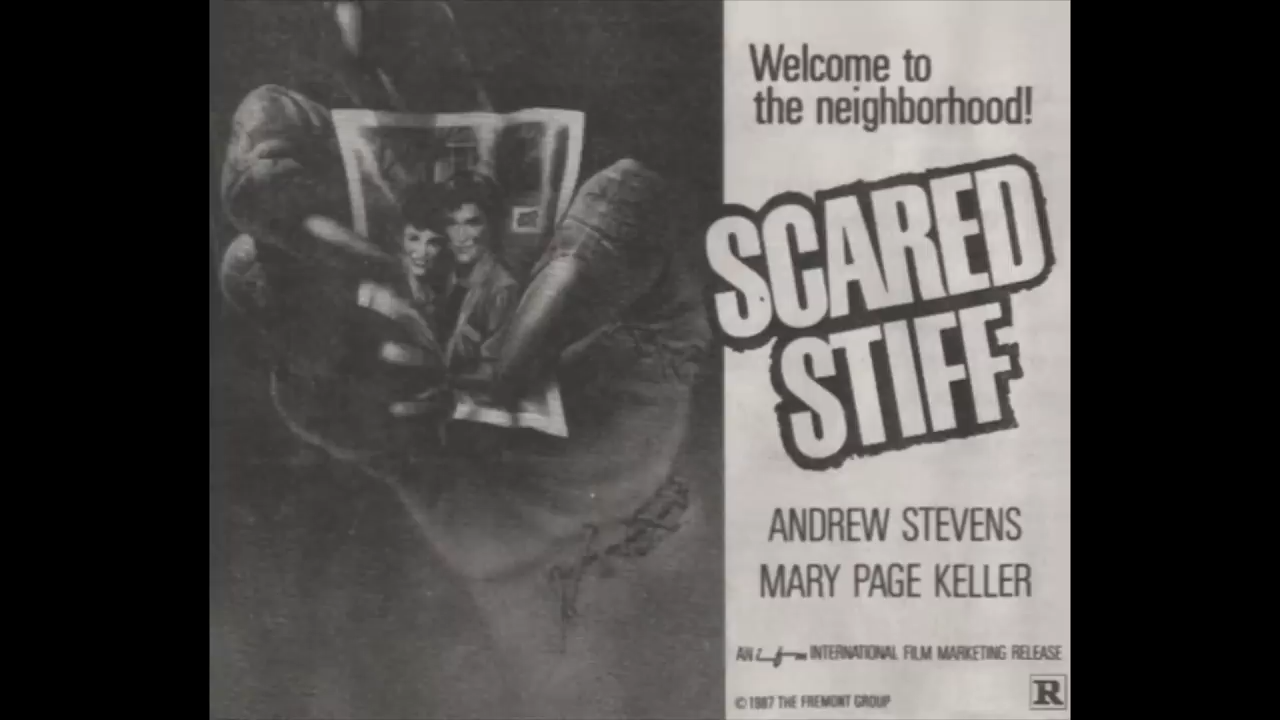 Welcome to
the neighborhood!
SCARED
STIFF
ANDREW STEVENS
MARY PAGE KELLER
AN ifm INTERNATIONAL FILM MARKETING RELEASE
©1987 THE FREMONT GROUP
R